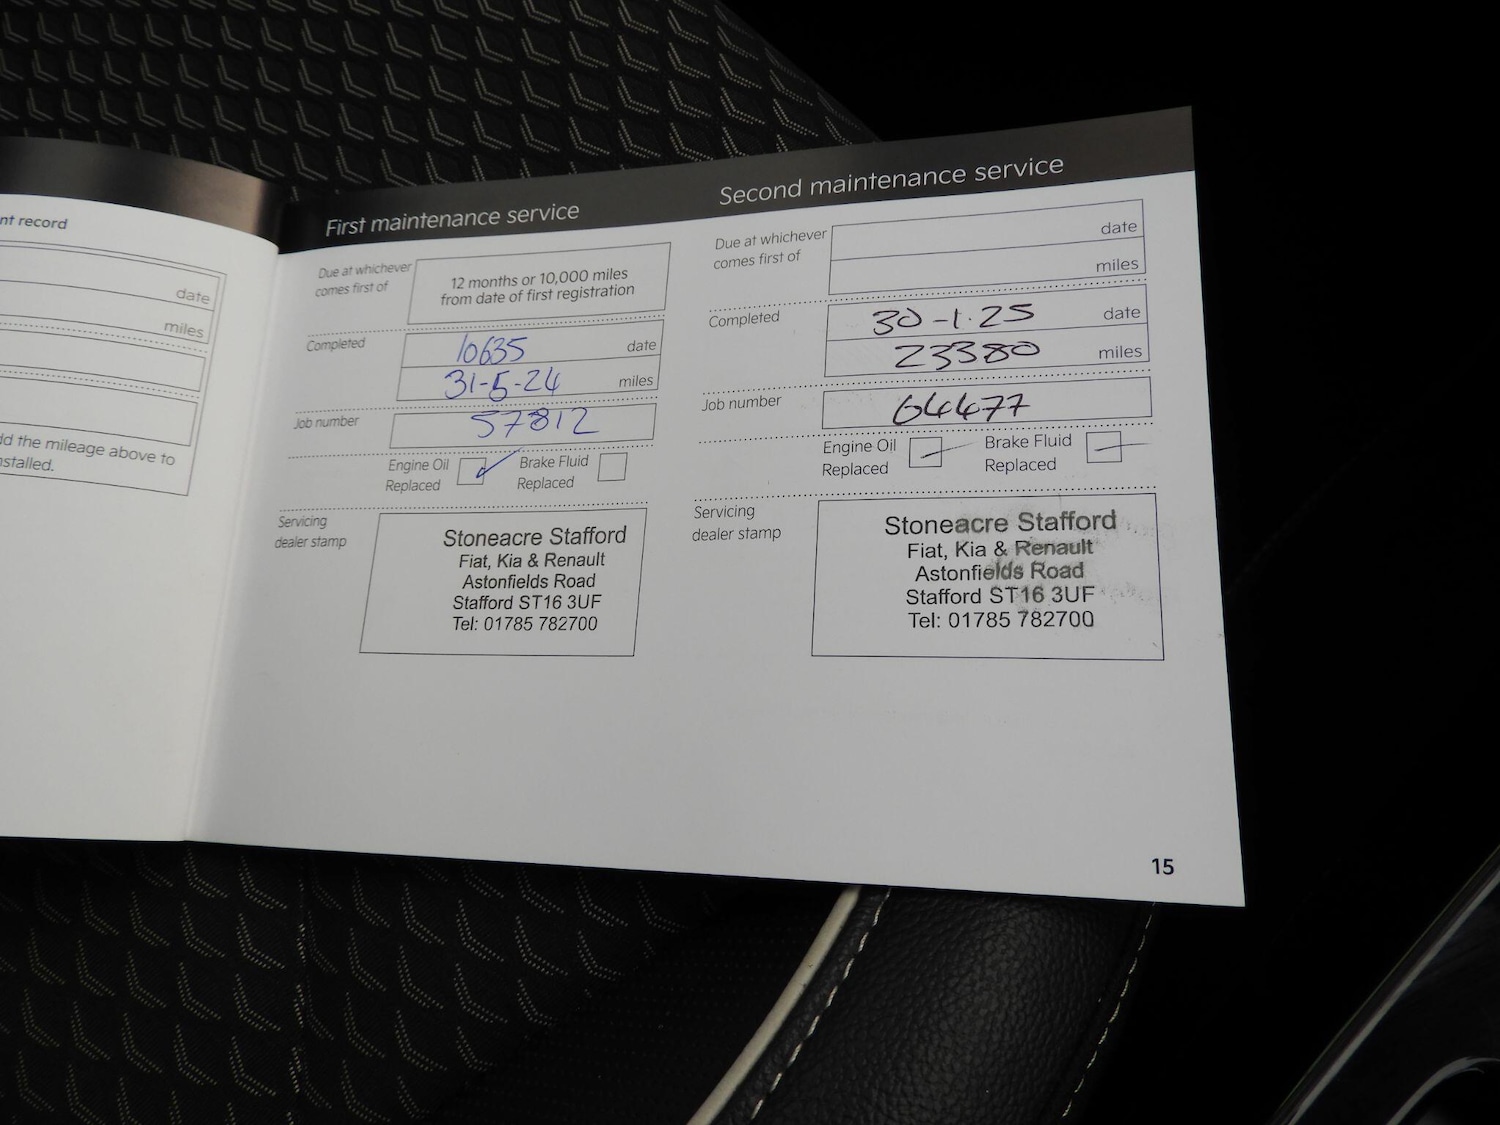 nt record
date
miles
dd the mileage above to
nstalled.
First maintenance service
Due at whichever
comes first of
12 months or 10,000 miles
from date of first registration
Completed
10635 date
31-5-24 miles
Job number
57812
Engine Oil
Replaced
Brake Fluid
Replaced
Servicing
dealer stamp
Stoneacre Stafford
Fiat, Kia & Renault
Astonfields Road
Stafford ST16 3UF
Tel: 01785 782700
Second maintenance service
Due at whichever
comes first of
date
miles
Completed
30-1.25 date
23380 miles
Job number
64477
Engine Oil
Replaced
Brake Fluid
Replaced
Servicing
dealer stamp
Stoneacre Stafford
Fiat, Kia & Renault
Astonfields Road
Stafford ST16 3UF
Tel: 01785 782700
15